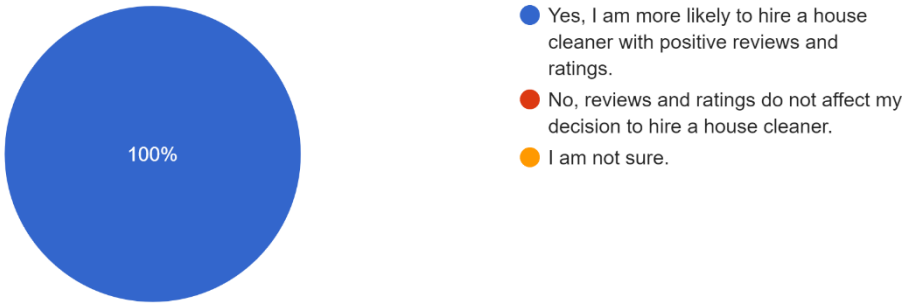 100%
Yes, I am more likely to hire a house
cleaner with positive reviews and
ratings.
No, reviews and ratings do not affect my
decision to hire a house cleaner.
I am not sure.